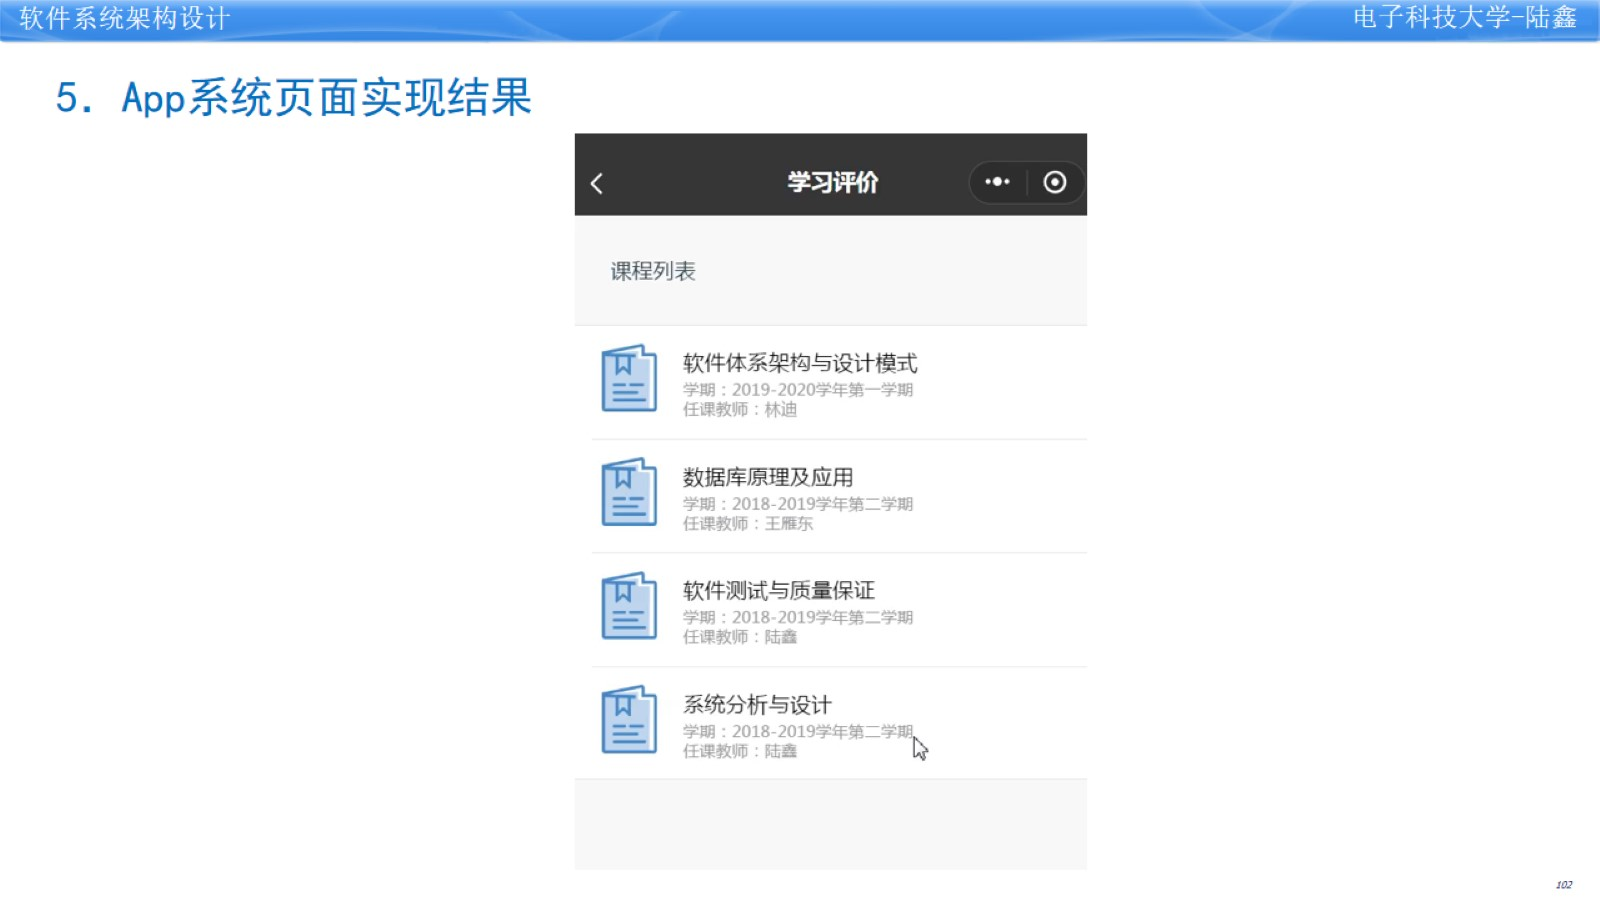 软件系统架构设计
电子科技大学-陆鑫
5. App系统页面实现结果
学习评价
课程列表
软件体系架构与设计模式
学期：2019-2020学年第一学期
任课教师：林迪
数据库原理及应用
学期：2018-2019学年第二学期
任课教师：王雁东
软件测试与质量保证
学期：2018-2019学年第二学期
任课教师：陆鑫
系统分析与设计
学期：2018-2019学年第二学期
任课教师：陆鑫
102